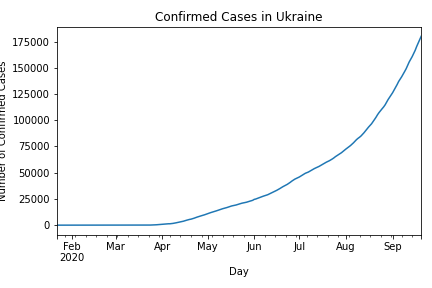 Confirmed Cases in Ukraine
175000
150000
125000
100000
75000
50000
25000
0
Number of Confirmed Cases
Feb Mar Apr May Jun Jul Aug Sep
2020
Day